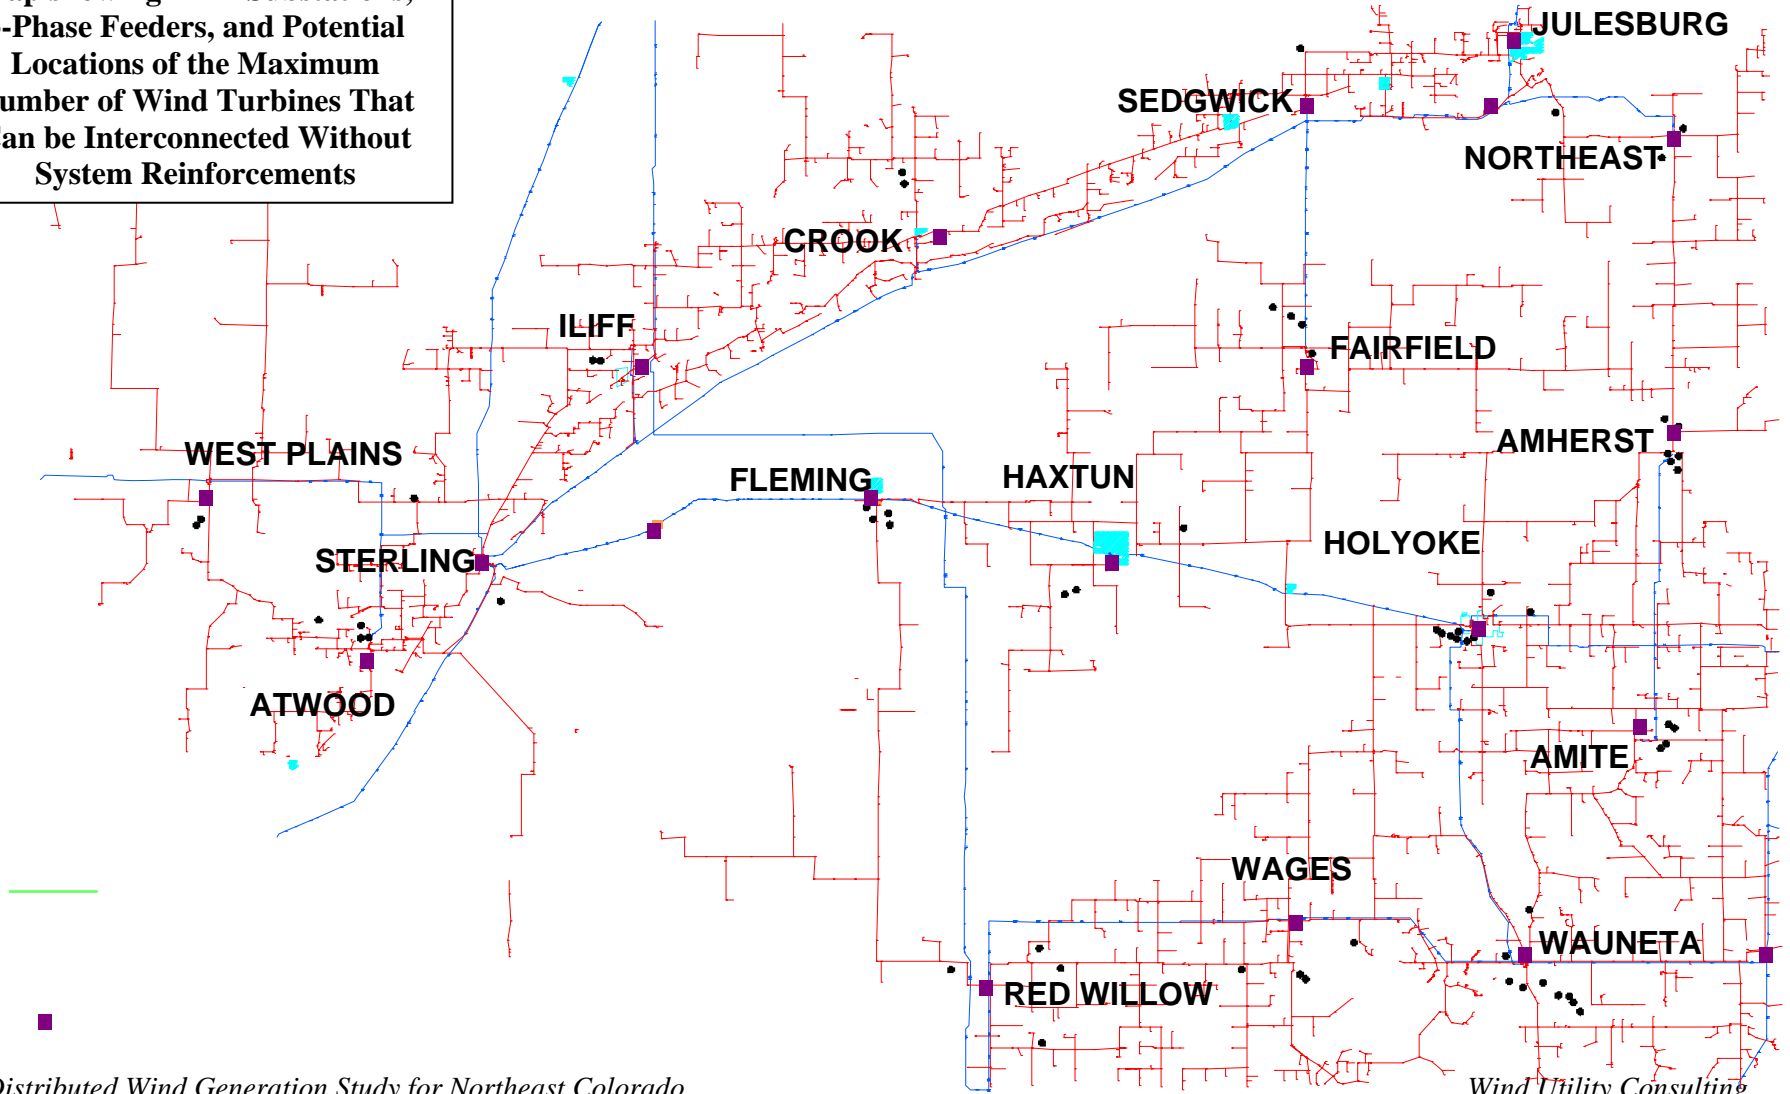 -Phase Feeders, and Potential
Locations of the Maximum
umber of Wind Turbines That
an be Interconnected Without
System Reinforcements
JULESBURG
SEDGWICK
NORTHEAST
CROOK
ILIFF
FAIRFIELD
AMHERST
WEST PLAINS
FLEMING
HAXTUN
HOLYOKE
STERLING
ATWOOD
AMITE
WAGES
WAUNETA
RED WILLOW
Distributed Wind Generation Study for Northeast Colorado
Wind Utility Consulting